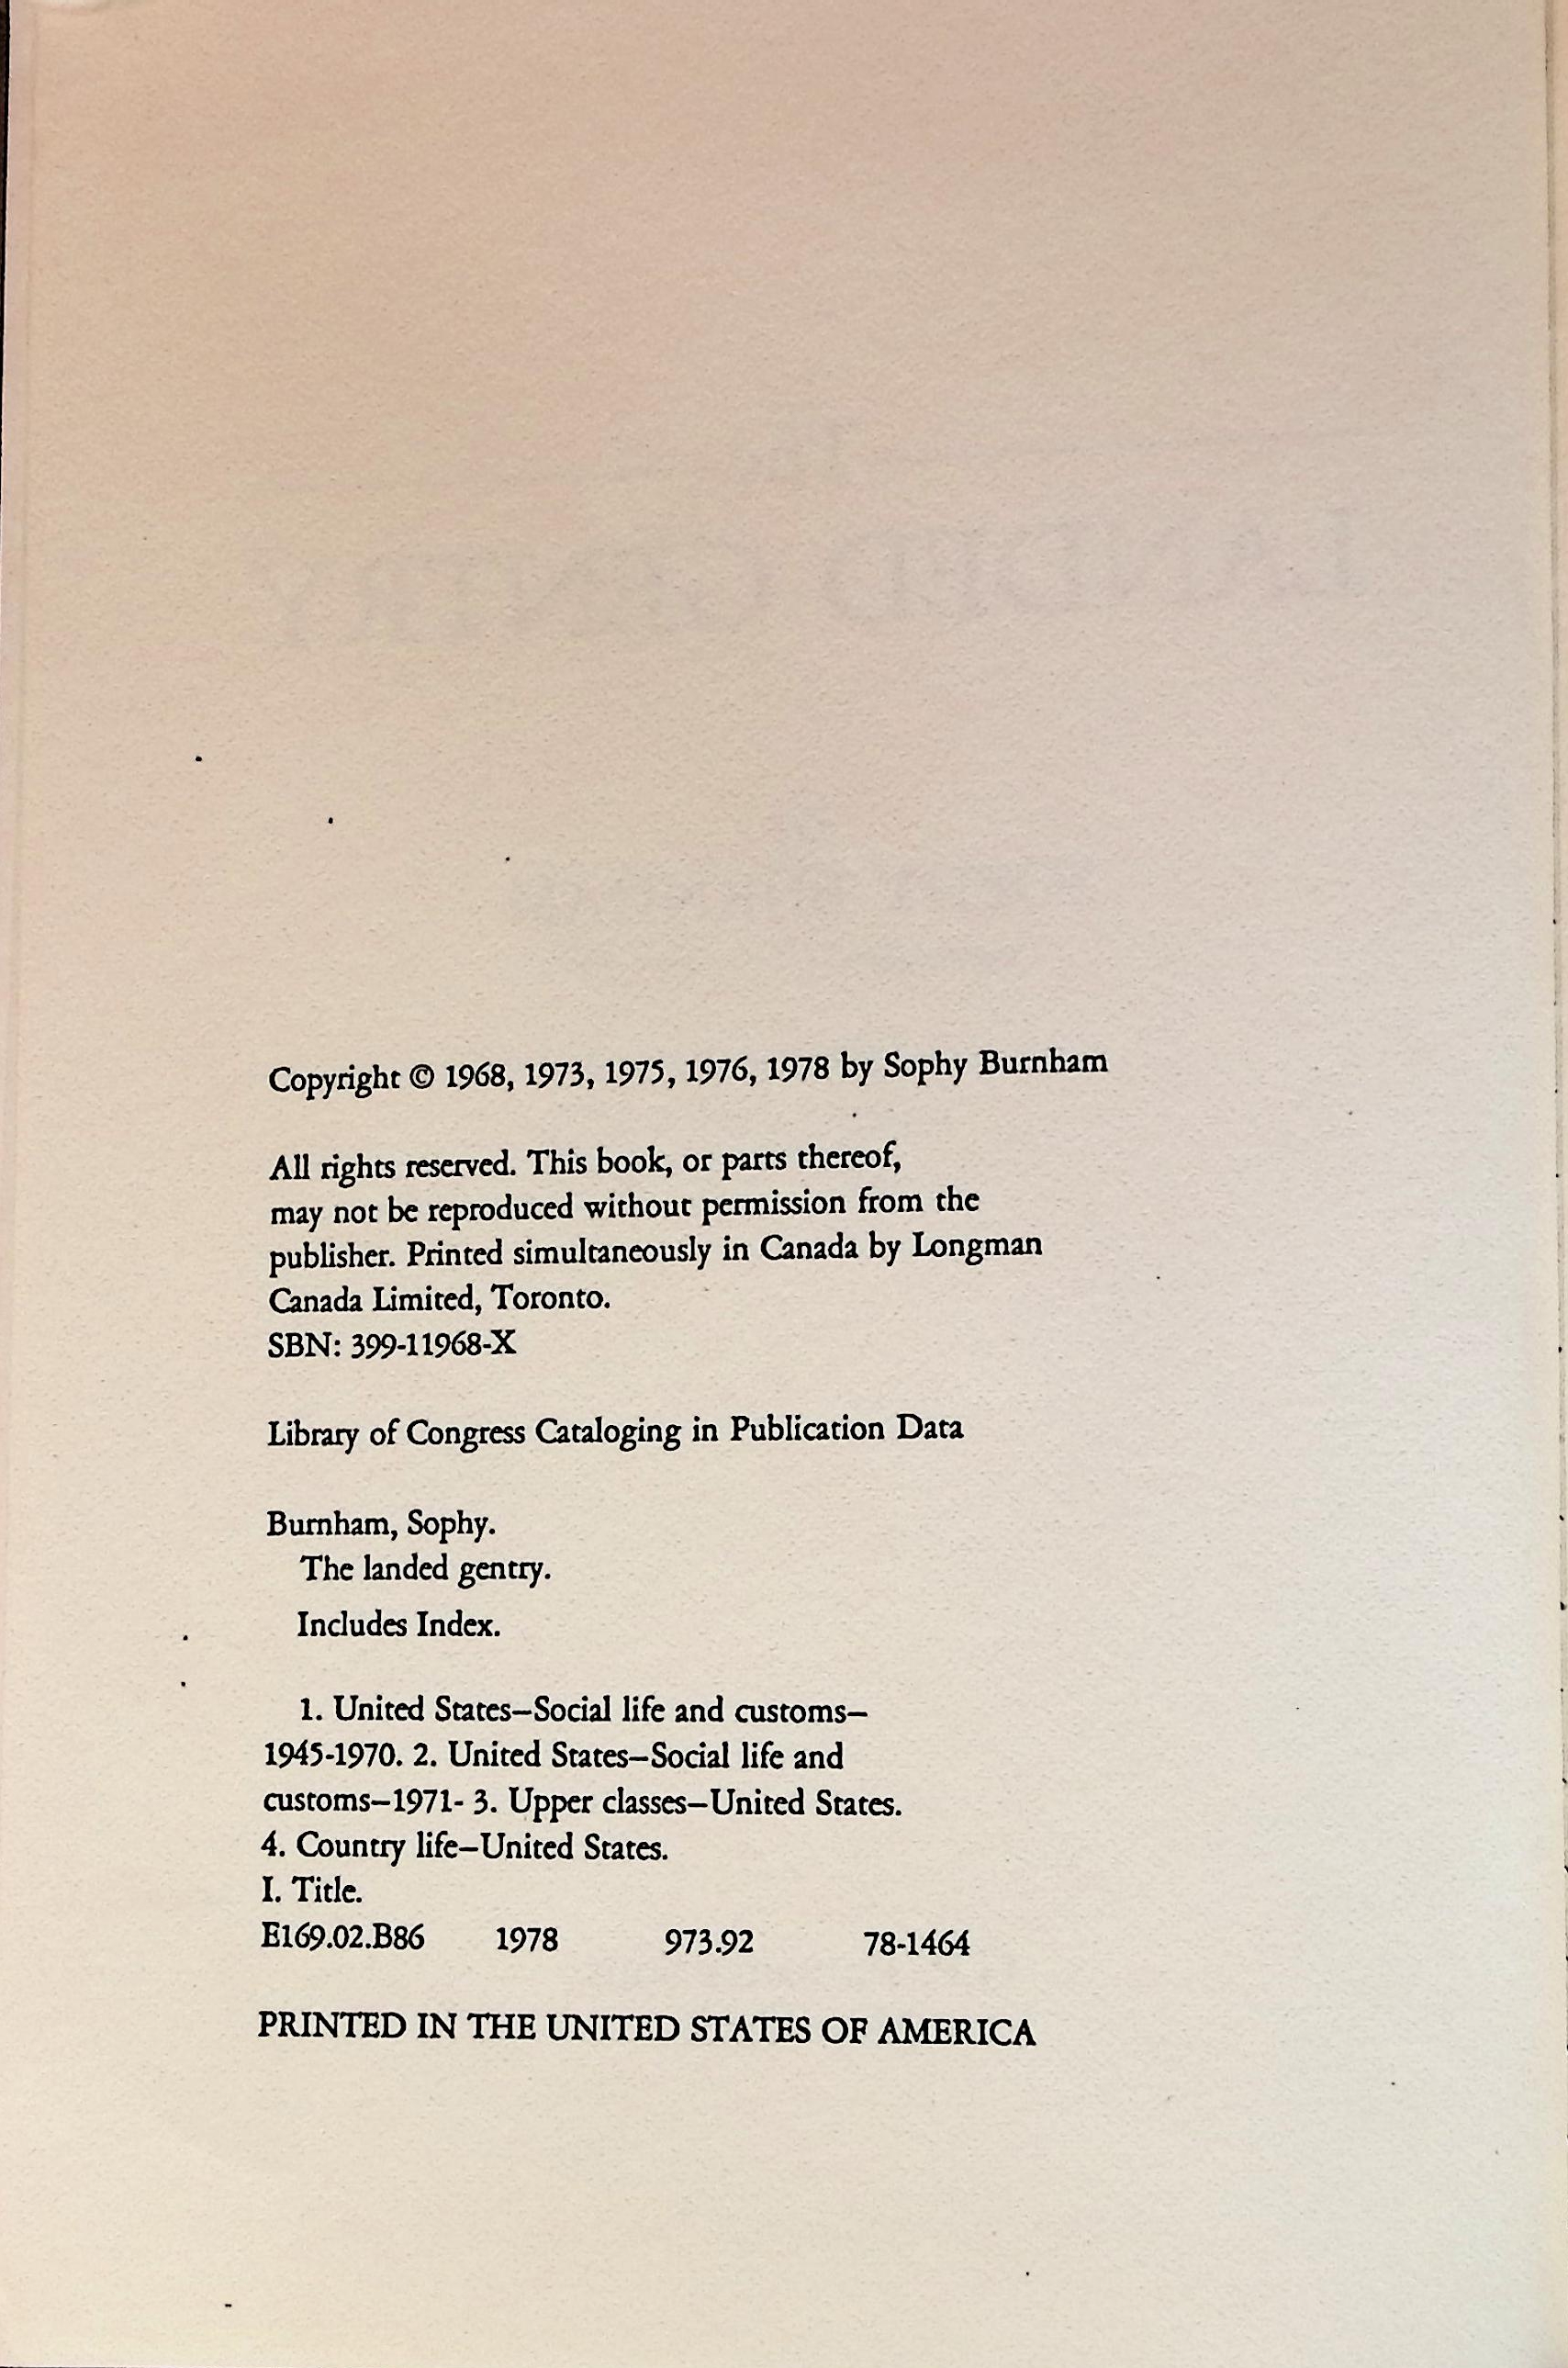 Copyright © 1968, 1973, 1975, 1976, 1978 by Sophy Burnham
All rights reserved. This book, or parts thereof,
may not be reproduced without permission from the
publisher. Printed simultaneously in Canada by Longman
Canada Limited, Toronto.
SBN: 399-11968-X
Library of Congress Cataloging in Publication Data
Burnham, Sophy.
The landed gentry.
Includes Index.
1. United States—Social life and customs—
1945-1970. 2. United States—Social life and
customs—1971- 3. Upper classes—United States.
4. Country life—United States.
I. Title.
E169.02.B86 1978 973.92 78-1464
PRINTED IN THE UNITED STATES OF AMERICA